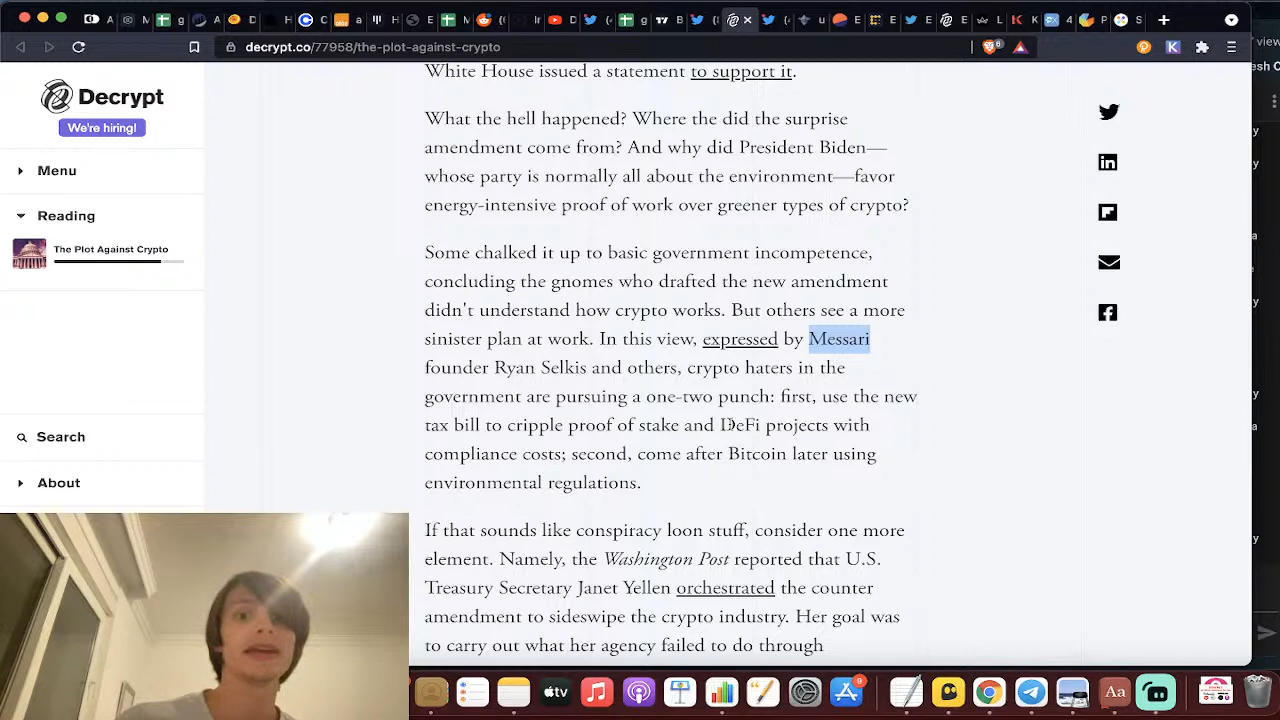 decrypt.co/77958/the-plot-against-crypto
6
Decrypt
We're hiring!
Menu
Reading
The Plot Against Crypto
Search
About
White House issued a statement to support it.
What the hell happened? Where the did the surprise
amendment come from? And why did President Biden—
whose party is normally all about the environment—favor
energy-intensive proof of work over greener types of crypto?
Some chalked it up to basic government incompetence,
concluding the gnomes who drafted the new amendment
didn't understand how crypto works. But others see a more
sinister plan at work. In this view, expressed by Messari
founder Ryan Selkis and others, crypto haters in the
government are pursuing a one-two punch: first, use the new
tax bill to cripple proof of stake and DeFi projects with
compliance costs; second, come after Bitcoin later using
environmental regulations.
If that sounds like conspiracy loon stuff, consider one more
element. Namely, the Washington Post reported that U.S.
Treasury Secretary Janet Yellen orchestrated the counter
amendment to sideswipe the crypto industry. Her goal was
to carry out what her agency failed to do through
tv
9
Aa